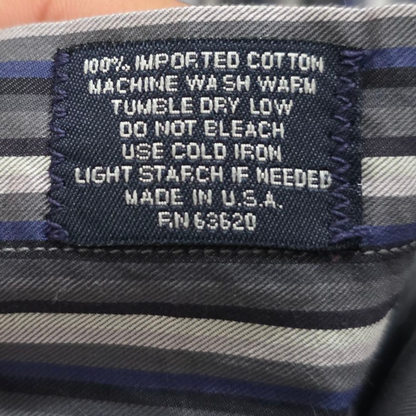 100% IMPORTED COTTON
MACHINE WASH WARM
TUMBLE DRY LOW
DO NOT BLEACH
USE COLD IRON
LIGHT STARCH IF NEEDED
MADE IN U.S.A.
RN 63620